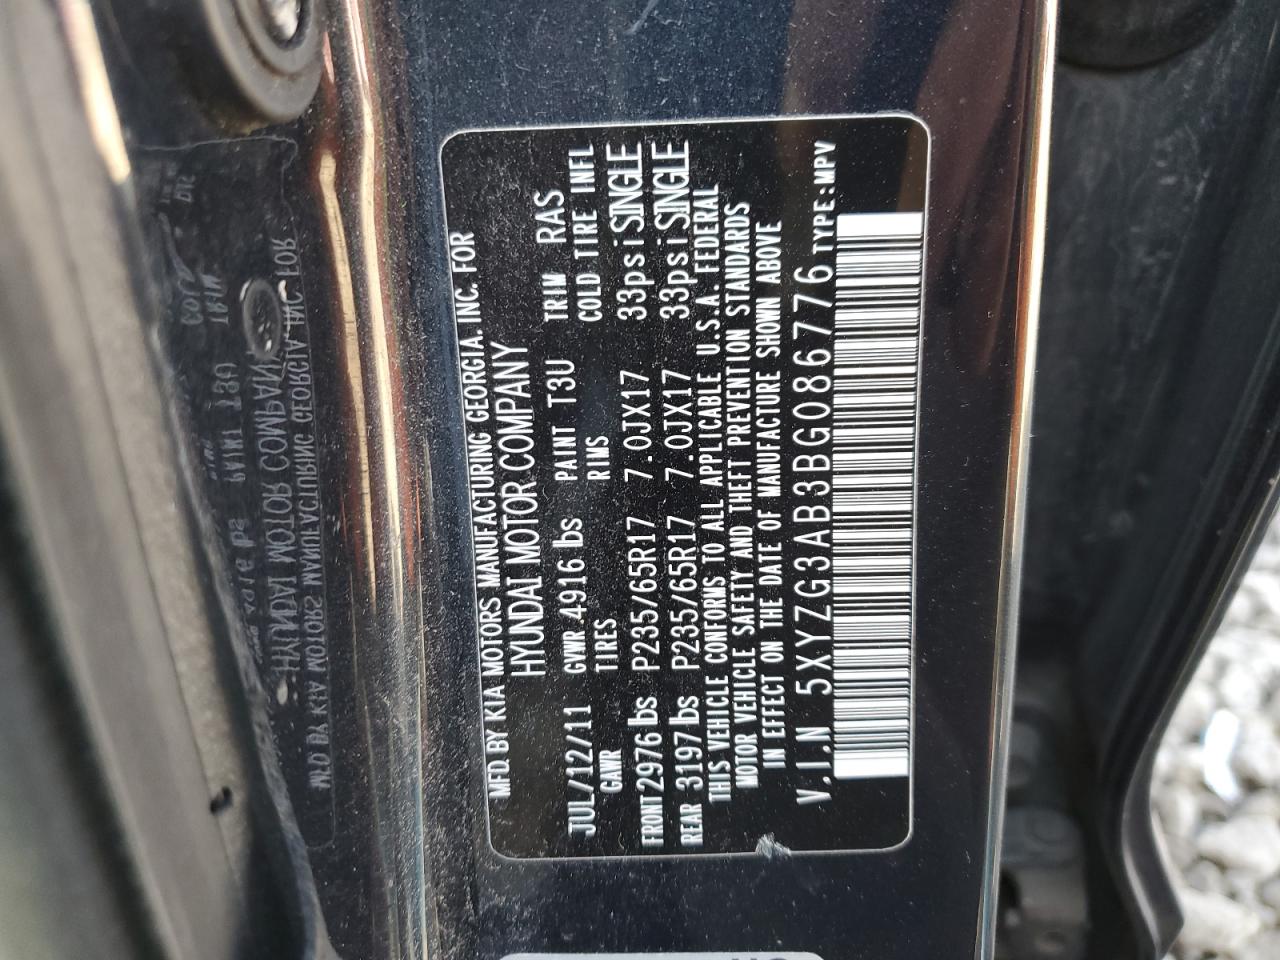 MFD. BY KIA MOTORS MANUFACTURING GEORGIA. INC. FOR
HYUNDAI MOTOR COMPANY
JUL/12/11 GVWR 4916 lbs PAINT T3U TRIM RAS
GAWR TIRES RIMS COLD TIRE INFL
FRONT 2976 lbs P235/65R17 7.0JX17 33psi SINGLE
REAR 3197 lbs P235/65R17 7.0JX17 33psi SINGLE
THIS VEHICLE CONFORMS TO ALL APPLICABLE U.S.A. FEDERAL
MOTOR VEHICLE SAFETY AND THEFT PREVENTION STANDARDS
IN EFFECT ON THE DATE OF MANUFACTURE SHOWN ABOVE
V.I.N 5XYZG3AB3BG086776 TYPE:MPV